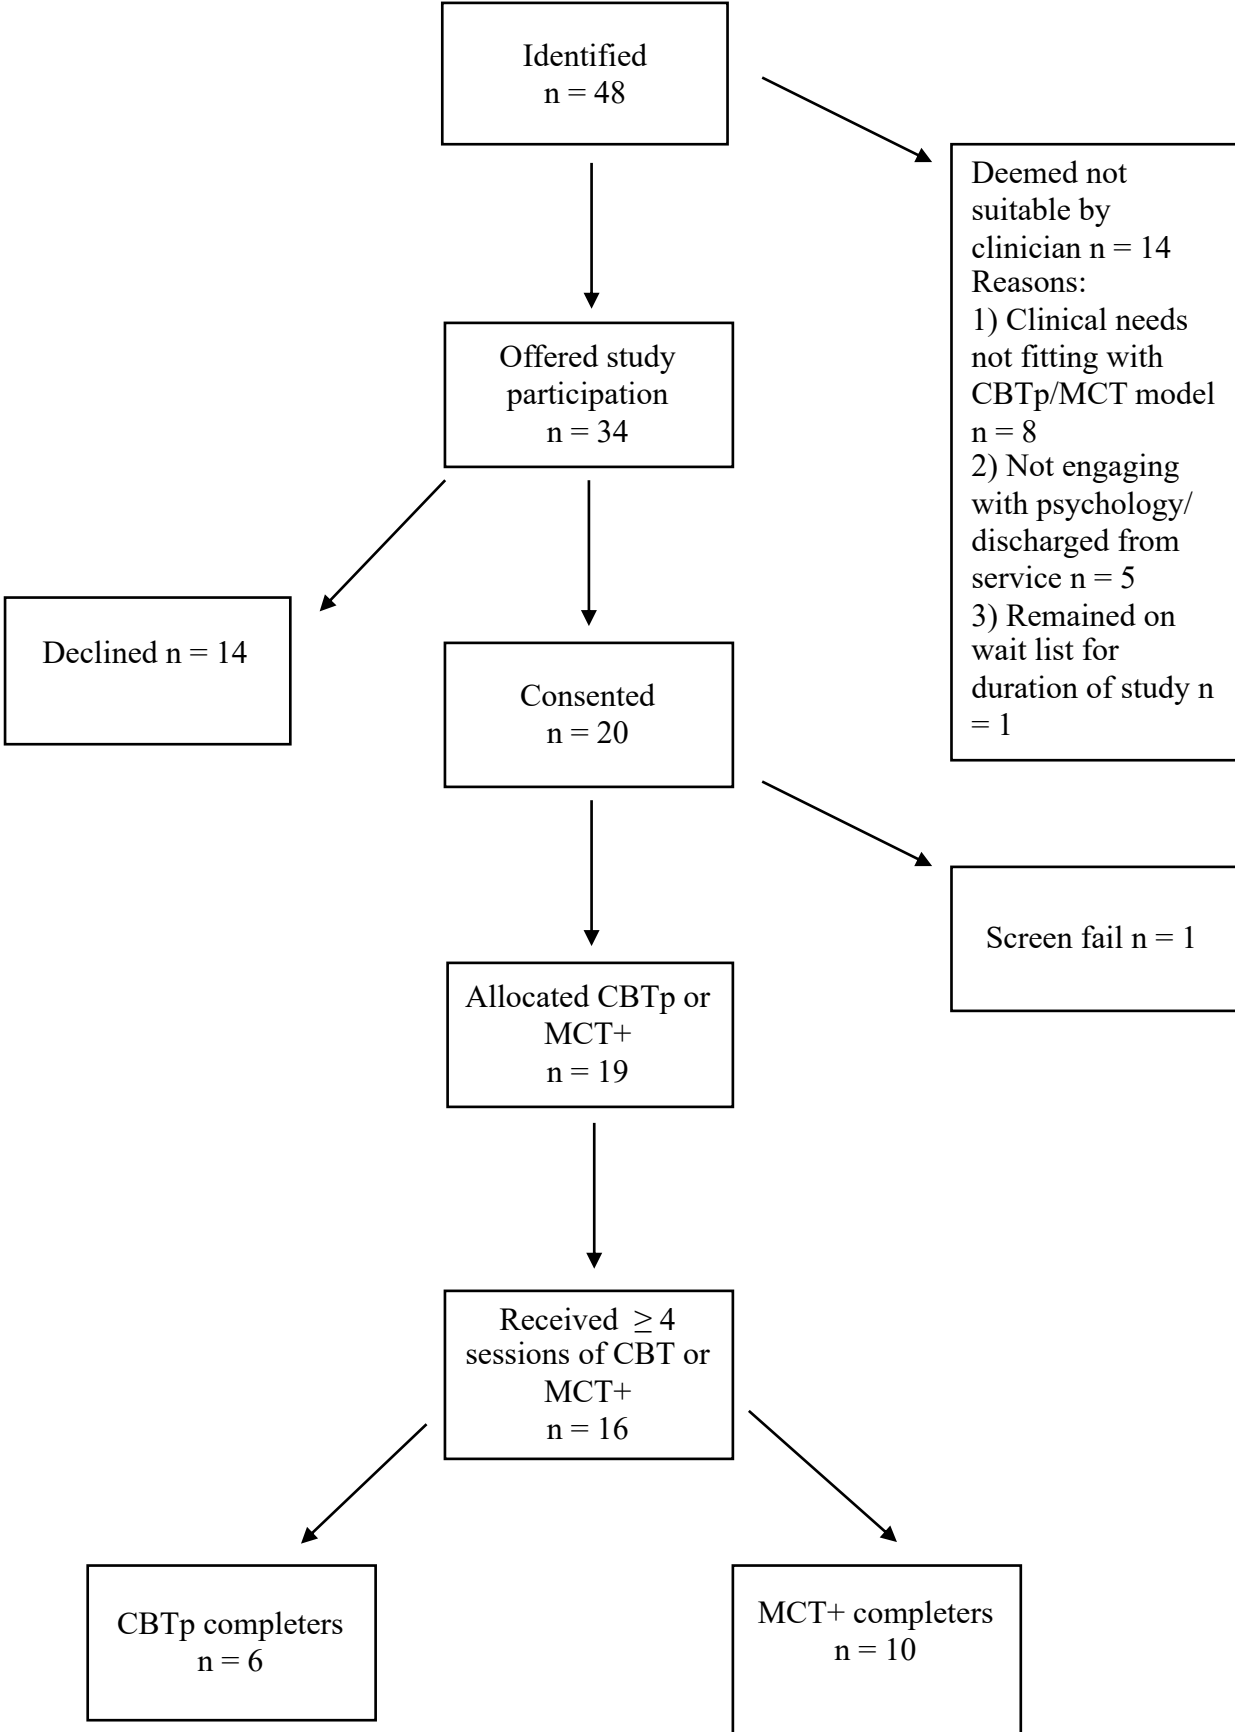 Identified
n = 48
Deemed not
suitable by
clinician n = 14
Reasons:
1) Clinical needs
not fitting with
CBTp/MCT model
n = 8
2) Not engaging
with psychology/
discharged from
service n = 5
3) Remained on
wait list for
duration of study n
= 1
Offered study
participation
n = 34
Declined n = 14
Consented
n = 20
Screen fail n = 1
Allocated CBTp or
MCT+
n = 19
Received ≥ 4
sessions of CBT or
MCT+
n = 16
CBTp completers
n = 6
MCT+ completers
n = 10